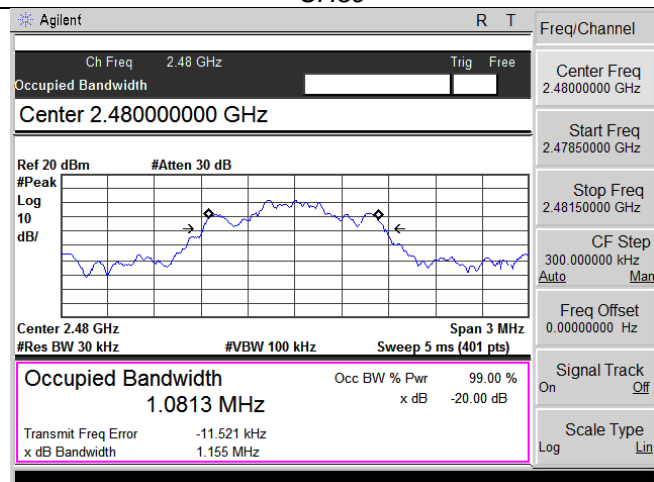 Agilent R T
Freq/Channel
Ch Freq 2.48 GHz Trig Free
Occupied Bandwidth
Center 2.480000000 GHz
Ref 20 dBm #Atten 30 dB
#Peak
Log
10
dB/
Center 2.48 GHz Span 3 MHz
#Res BW 30 kHz #VBW 100 kHz Sweep 5 ms (401 pts)
Occupied Bandwidth Occ BW % Pwr 99.00 %
1.0813 MHz x dB -20.00 dB
Transmit Freq Error -11.521 kHz
x dB Bandwidth 1.155 MHz
Center Freq
2.48000000 GHz
Start Freq
2.47850000 GHz
Stop Freq
2.48150000 GHz
CF Step
300.000000 kHz
Auto Man
Freq Offset
0.00000000 Hz
Signal Track
On Off
Scale Type
Log Lin